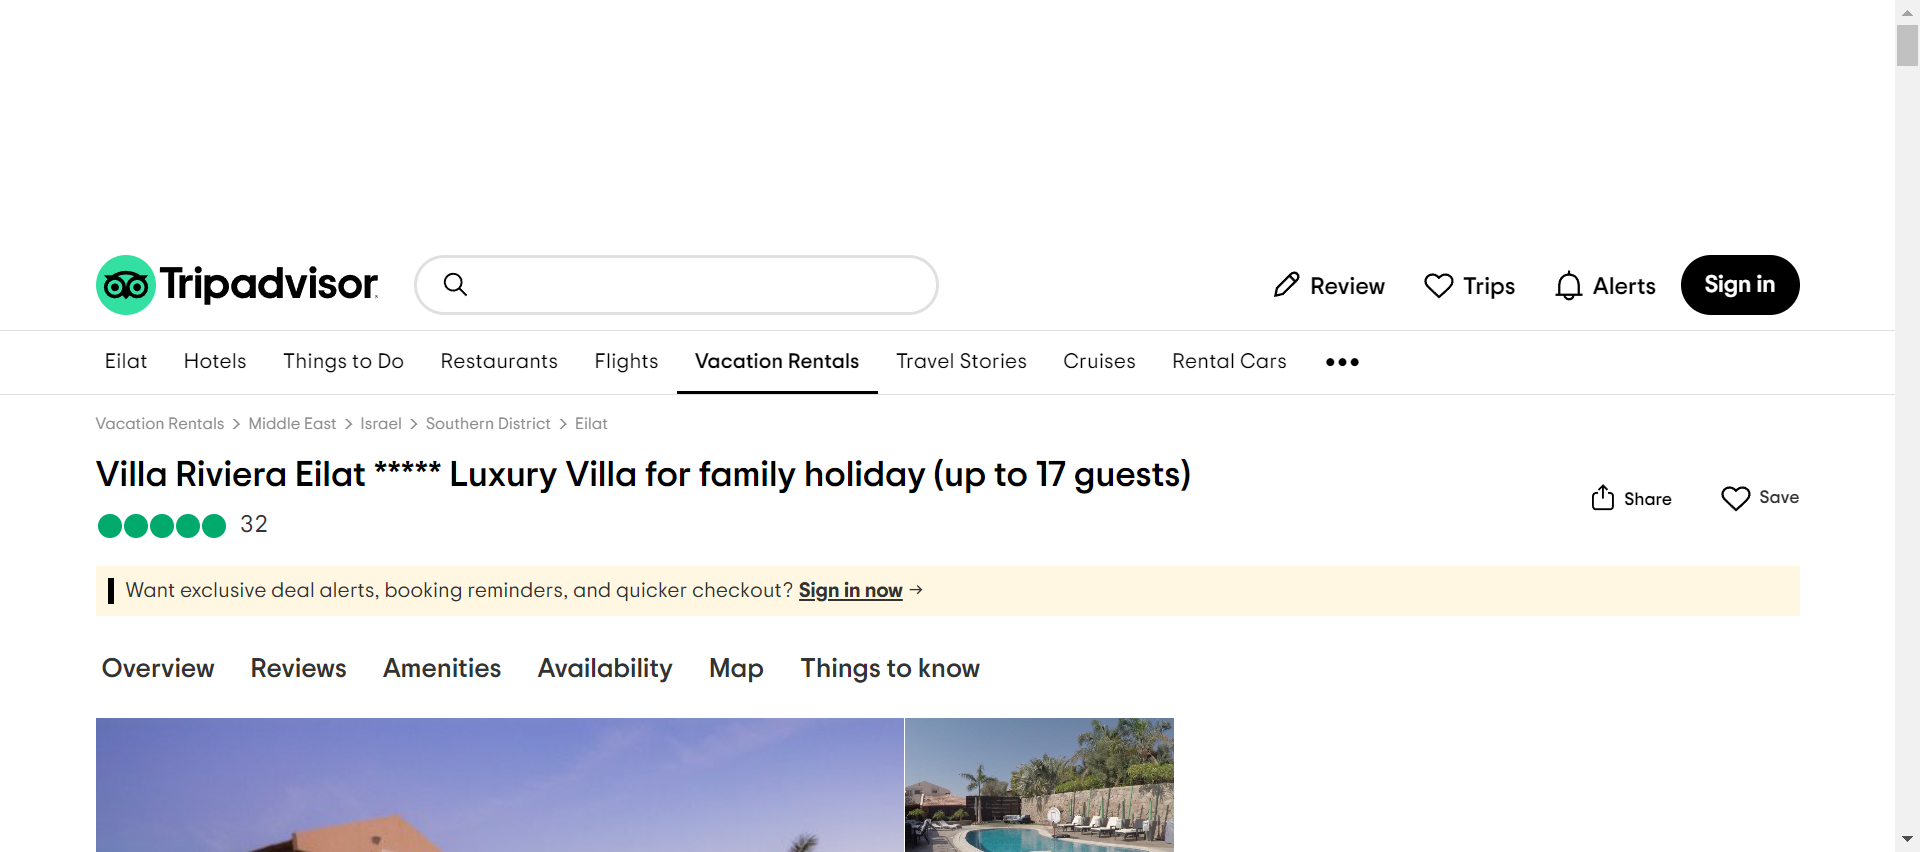 Tripadvisor
Review
Trips
Alerts
Sign in
Eilat
Hotels
Things to Do
Restaurants
Flights
Vacation Rentals
Travel Stories
Cruises
Rental Cars
Vacation Rentals > Middle East > Israel > Southern District > Eilat
Villa Riviera Eilat ***** Luxury Villa for family holiday (up to 17 guests)
32
Share
Save
Want exclusive deal alerts, booking reminders, and quicker checkout? Sign in now →
Overview
Reviews
Amenities
Availability
Map
Things to know